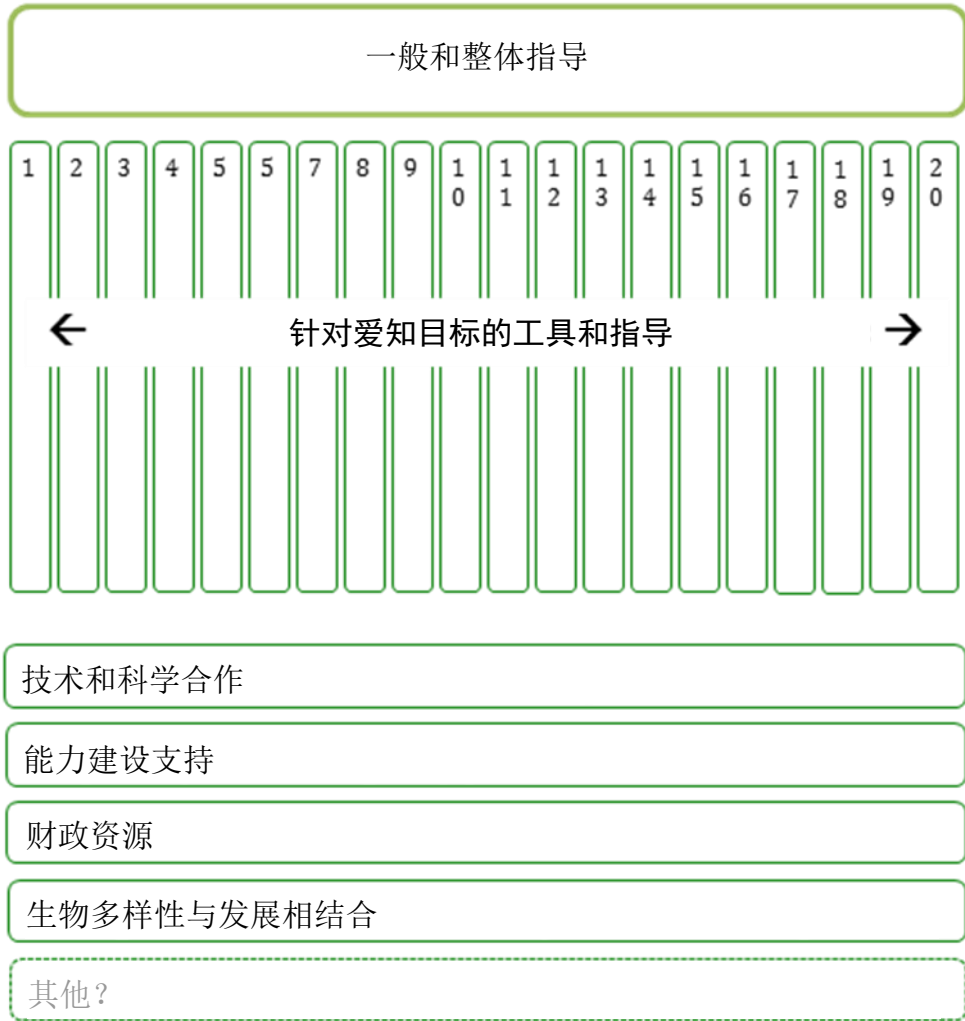 一般和整体指导
1 2 3 4 5 5 7 8 9 10 11 12 13 14 15 16 17 18 19 20
← 针对爱知目标的工具和指导 →
技术和科学合作
能力建设支持
财政资源
生物多样性与发展相结合
其他?